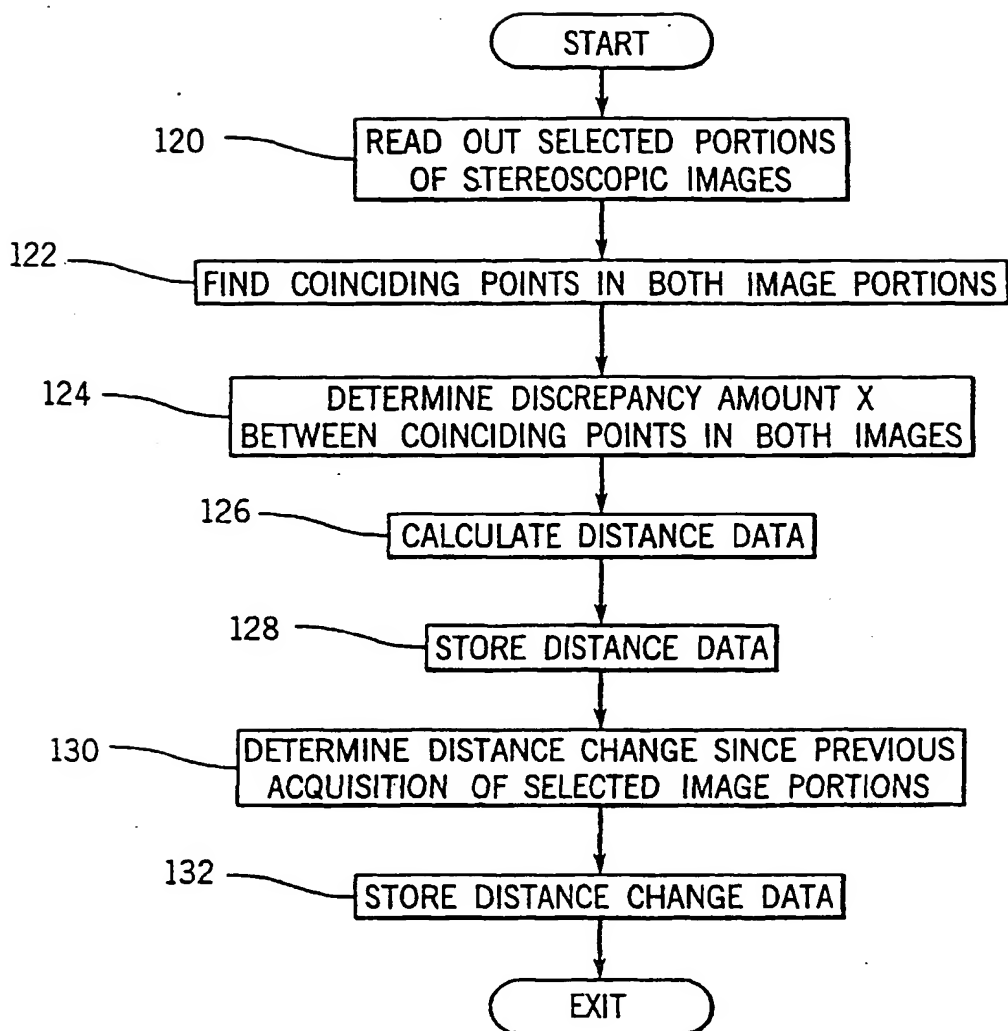 START
120
READ OUT SELECTED PORTIONS
OF STEREOSCOPIC IMAGES
122
FIND COINCIDING POINTS IN BOTH IMAGE PORTIONS
124
DETERMINE DISCREPANCY AMOUNT X
BETWEEN COINCIDING POINTS IN BOTH IMAGES
126
CALCULATE DISTANCE DATA
128
STORE DISTANCE DATA
130
DETERMINE DISTANCE CHANGE SINCE PREVIOUS
ACQUISITION OF SELECTED IMAGE PORTIONS
132
STORE DISTANCE CHANGE DATA
EXIT